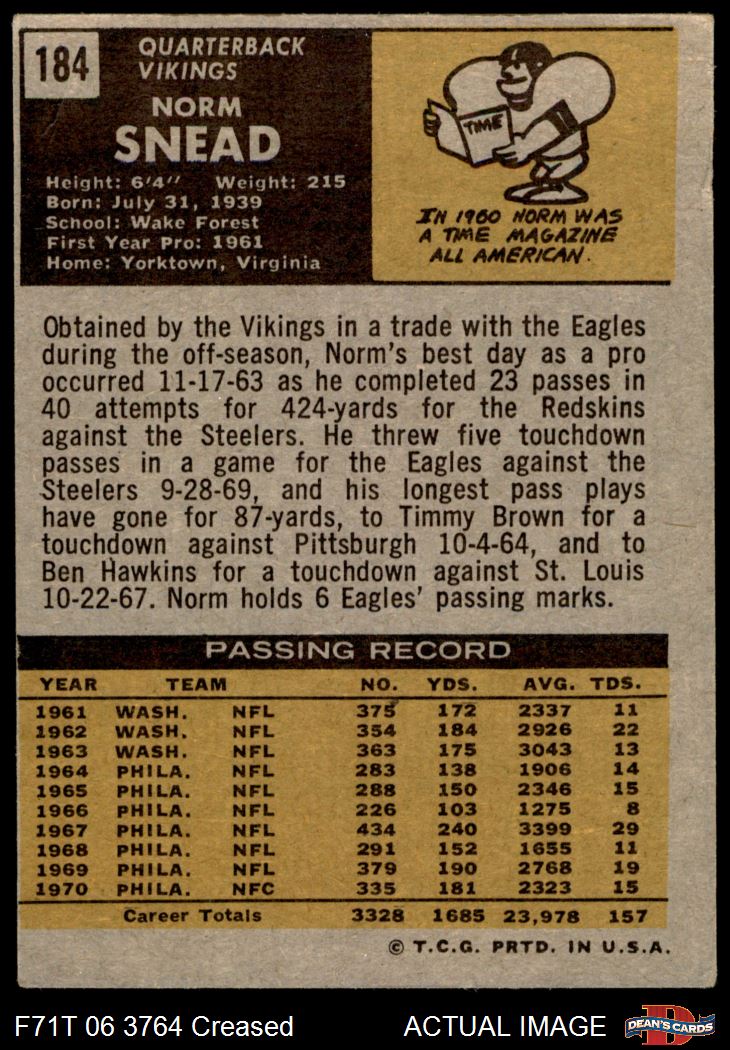 184
QUARTERBACK
VIKINGS
NORM
SNEAD
Height: 6'4" Weight: 215
Born: July 31, 1939
School: Wake Forest
First Year Pro: 1961
Home: Yorktown, Virginia
TIME
IN 1960 NORM WAS
A TIME MAGAZINE
ALL AMERICAN.
Obtained by the Vikings in a trade with the Eagles
during the off-season, Norm's best day as a pro
occurred 11-17-63 as he completed 23 passes in
40 attempts for 424-yards for the Redskins
against the Steelers. He threw five touchdown
passes in a game for the Eagles against the
Steelers 9-28-69, and his longest pass plays
have gone for 87-yards, to Timmy Brown for a
touchdown against Pittsburgh 10-4-64, and to
Ben Hawkins for a touchdown against St. Louis
10-22-67. Norm holds 6 Eagles' passing marks.
PASSING RECORD
YEAR TEAM NO. YDS. AVG. TDS.
1961 WASH. NFL 375 172 2337 11
1962 WASH. NFL 354 184 2926 22
1963 WASH. NFL 363 175 3043 13
1964 PHILA. NFL 283 138 1906 14
1965 PHILA. NFL 288 150 2346 15
1966 PHILA. NFL 226 103 1275 8
1967 PHILA. NFL 434 240 3399 29
1968 PHILA. NFL 291 152 1655 11
1969 PHILA. NFL 379 190 2768 19
1970 PHILA. NFC 335 181 2323 15
Career Totals 3328 1685 23,978 157
© T.C.G. PRTD. IN U.S.A.
F71T 06 3764 Creased ACTUAL IMAGE
D
DEAN'S CARDS